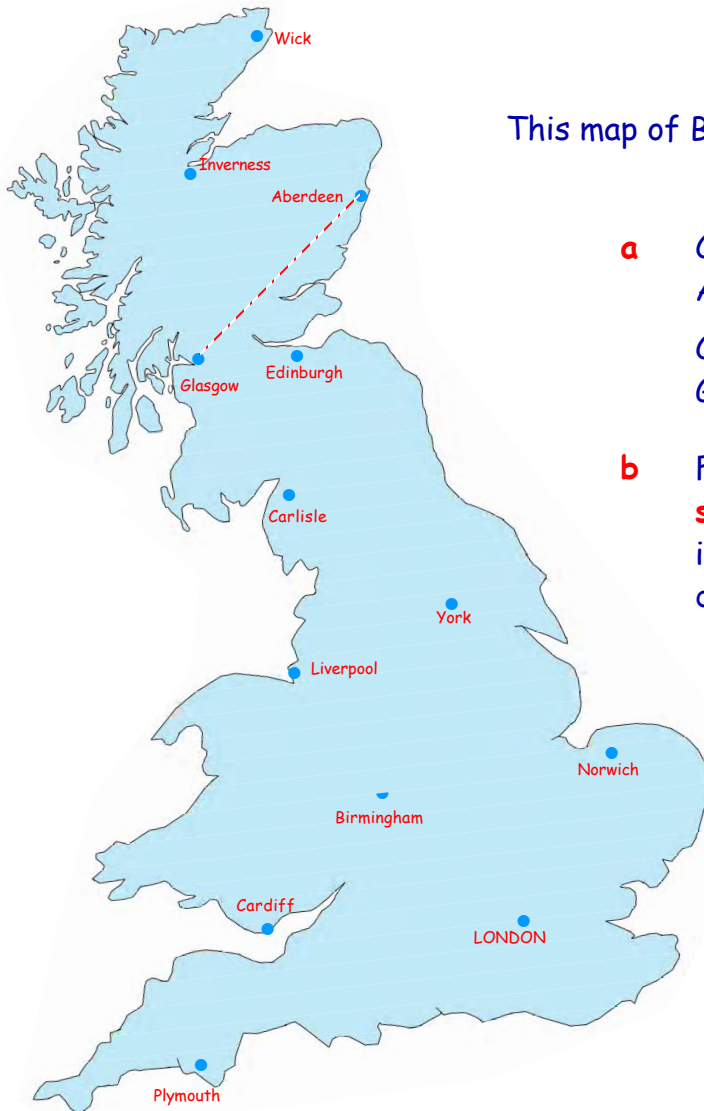 Wick
This map of B
Inverness
Aberdeen
a
b
Glasgow
Edinburgh
Carlisle
York
Liverpool
Norwich
Birmingham
Cardiff
LONDON
Plymouth